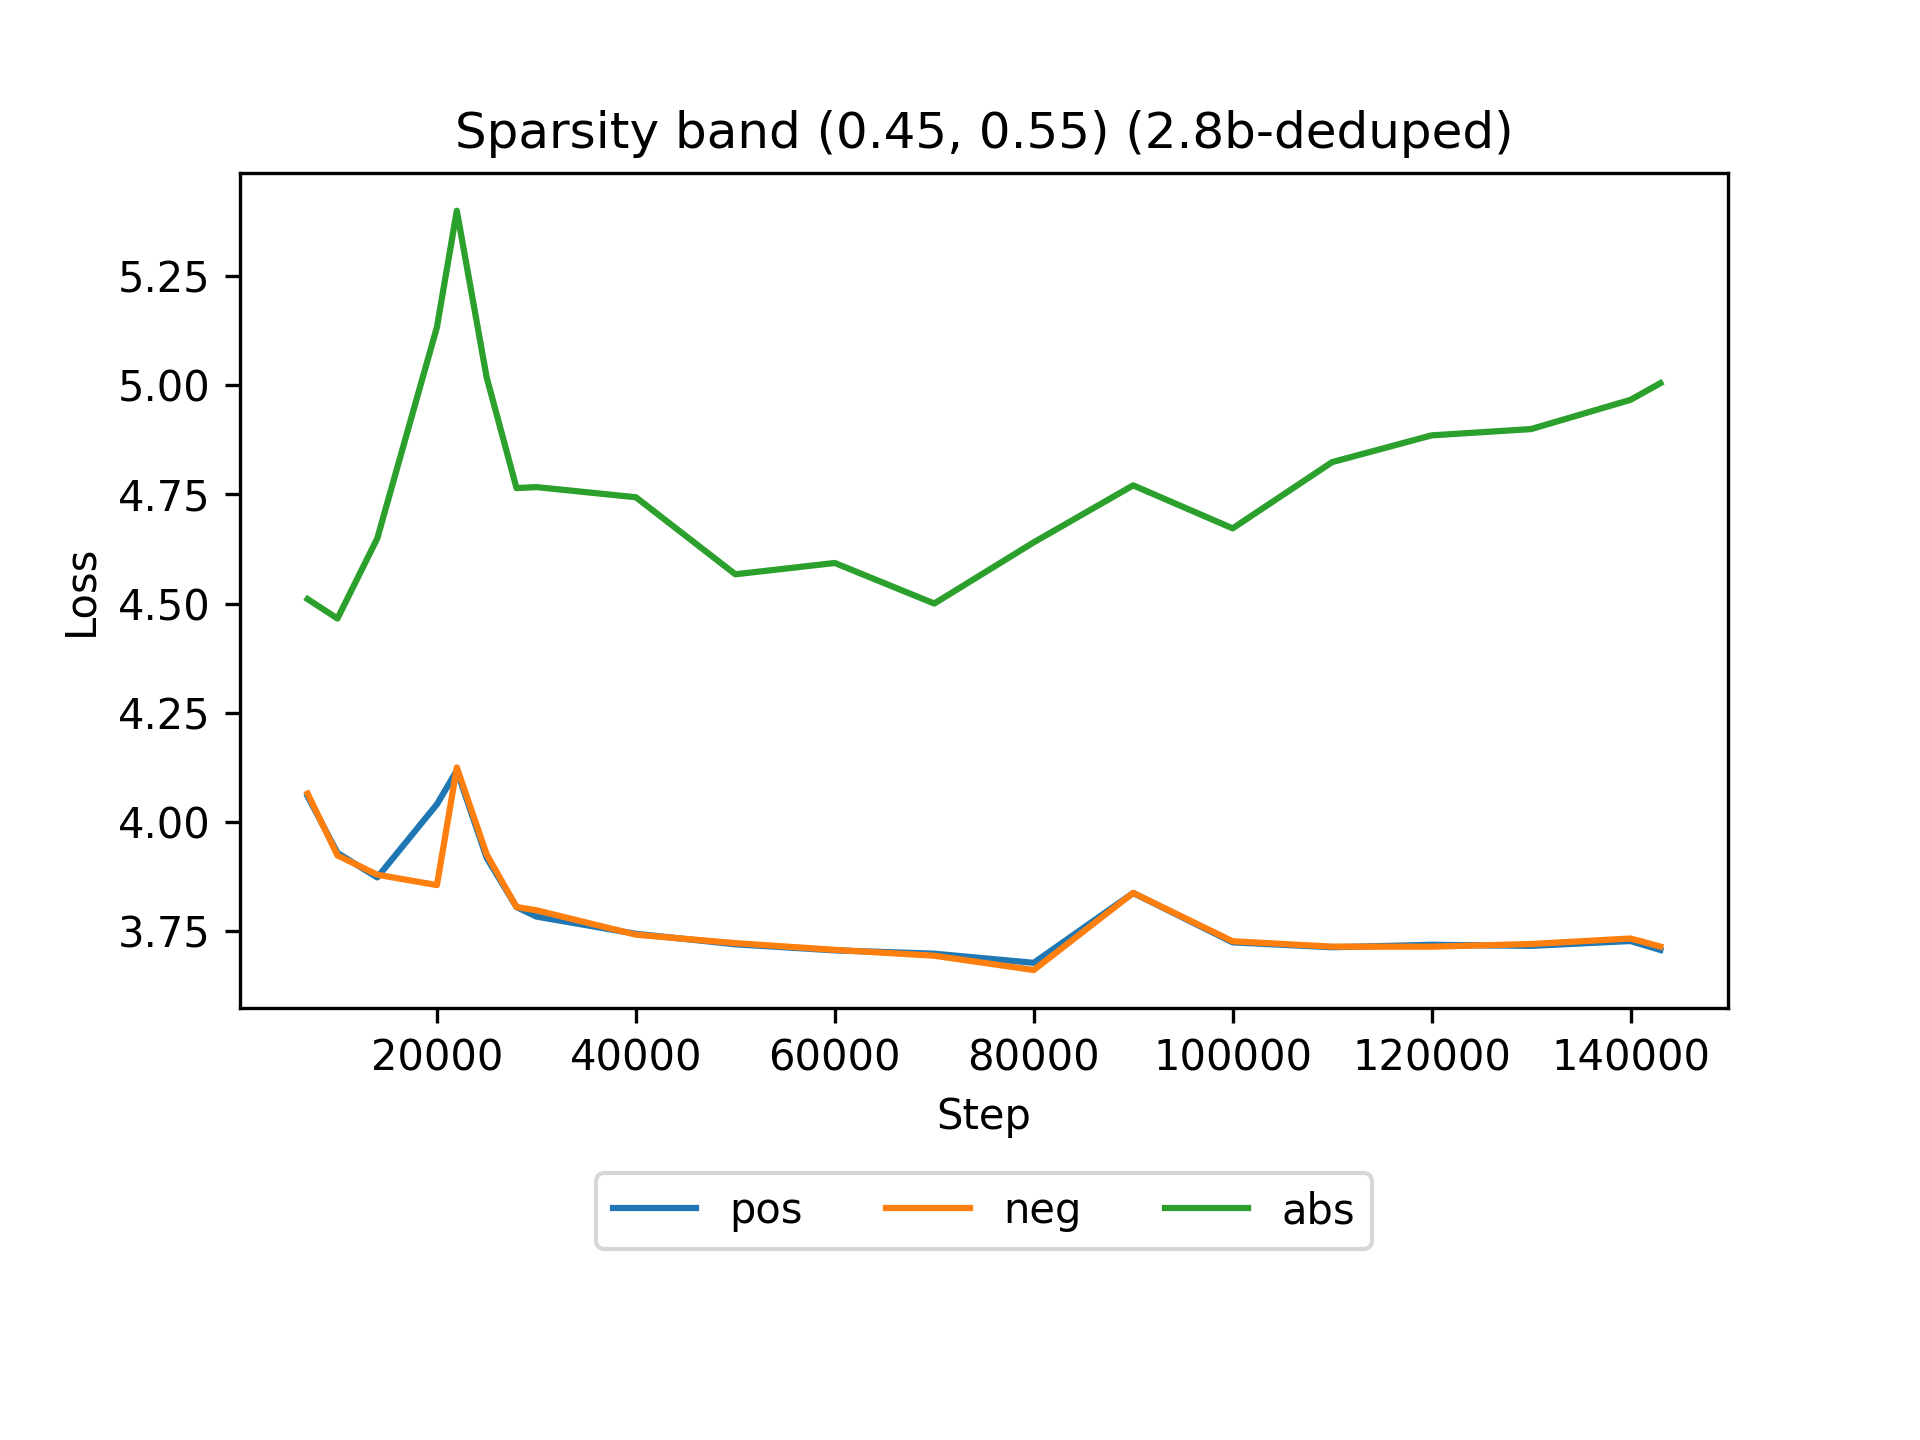 Sparsity band (0.45, 0.55) (2.8b-deduped)
Loss
5.25
5.00
4.75
4.50
4.25
4.00
3.75
20000 40000 60000 80000 100000 120000 140000
Step
pos neg abs